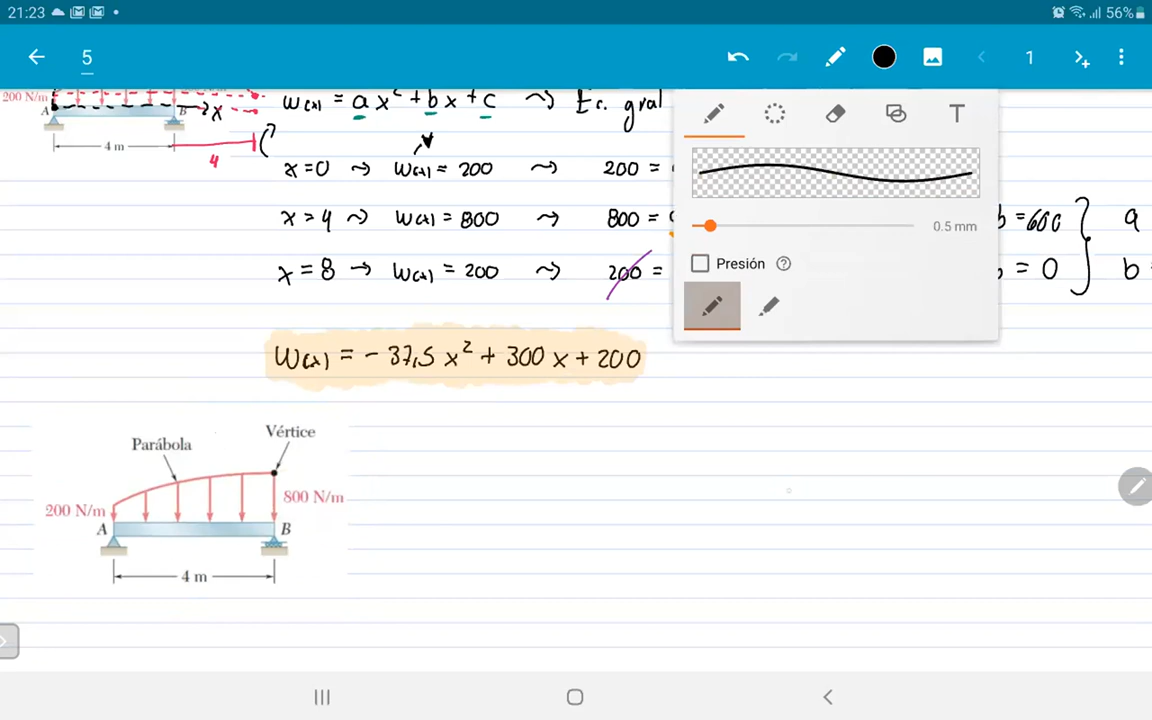 21:23 56%
5 1 T
200 N/m w(x) = a x² + b x + c ~> Ec. gral
A B x
4 m 4
x=0 ~> w(x) = 200 ~> 200 =
0.5 mm
x=4 ~> w(x) = 800 ~> 800 = b = 600 a
Presión ?
x=8 → w(x) = 200 ~> 200 = b = 0 b =
w(x) = - 37,5 x² + 300 x + 200
Vértice
Parábola
800 N/m
200 N/m
A B
4 m